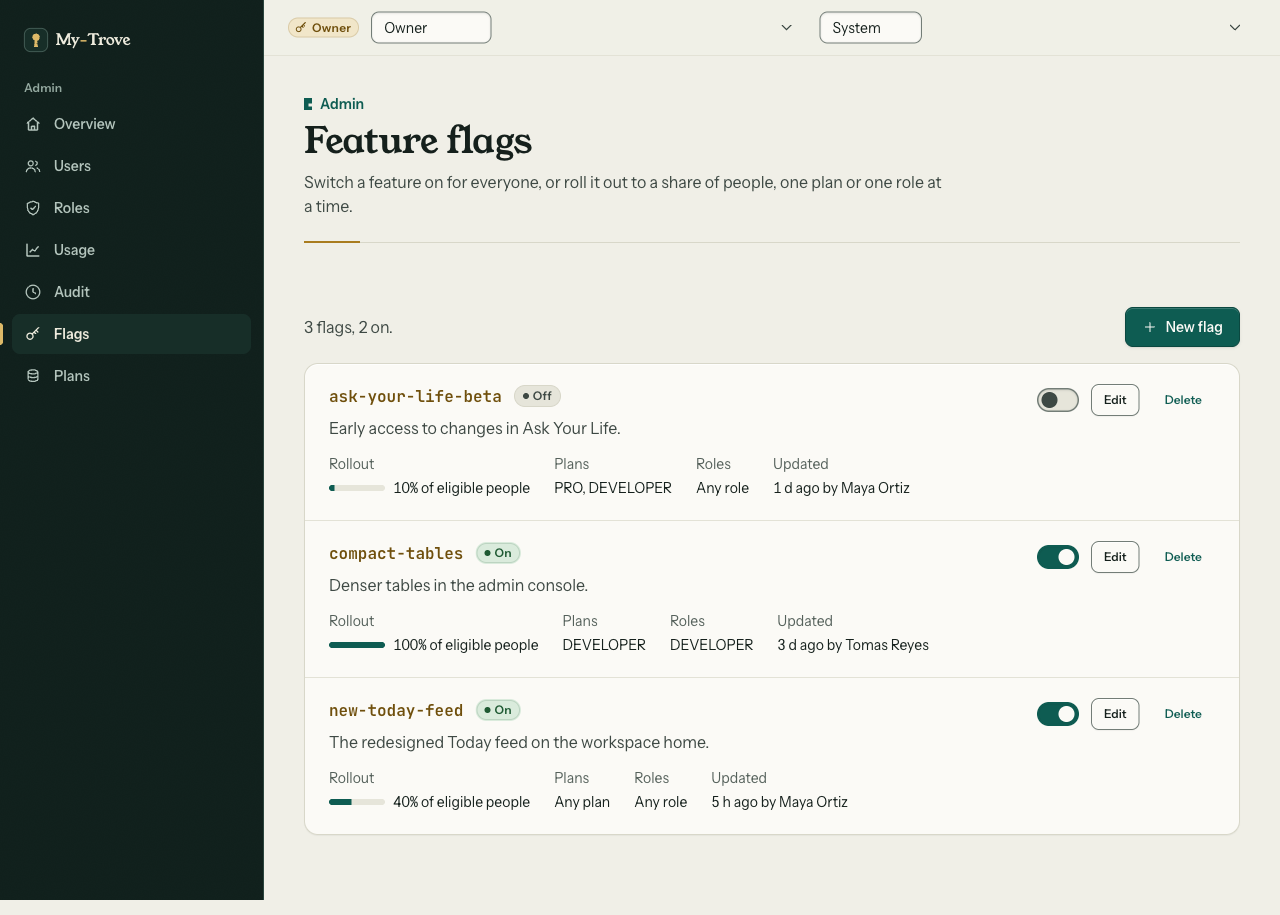 My-Trove
Admin
Overview
Users
Roles
Usage
Audit
Flags
Plans
Owner
Owner
System
Admin
Feature flags
Switch a feature on for everyone, or roll it out to a share of people, one plan or one role at
a time.
3 flags, 2 on.
New flag
ask-your-life-beta
Off
Edit
Delete
Early access to changes in Ask Your Life.
Rollout Plans Roles Updated
10% of eligible people PRO, DEVELOPER Any role 1 d ago by Maya Ortiz
compact-tables
On
Edit
Delete
Denser tables in the admin console.
Rollout Plans Roles Updated
100% of eligible people DEVELOPER DEVELOPER 3 d ago by Tomas Reyes
new-today-feed
On
Edit
Delete
The redesigned Today feed on the workspace home.
Rollout Plans Roles Updated
40% of eligible people Any plan Any role 5 h ago by Maya Ortiz